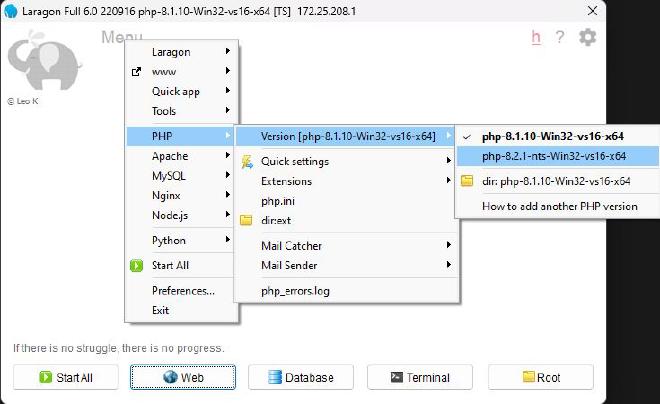 Laragon Full 6.0 220916 php-8.1.10-Win32-vs16-x64 [TS] 172.25.208.1
Menu
h ?
© Leo K
Laragon
www
Quick app
Tools
PHP
Apache
MySQL
Nginx
Node.js
Python
Start All
Preferences...
Exit
Version [php-8.1.10-Win32-vs16-x64]
Quick settings
Extensions
php.ini
dir:ext
Mail Catcher
Mail Sender
php_errors.log
php-8.1.10-Win32-vs16-x64
php-8.2.1-nts-Win32-vs16-x64
dir: php-8.1.10-Win32-vs16-x64
How to add another PHP version
If there is no struggle, there is no progress.
Start All
Web
Database
Terminal
Root